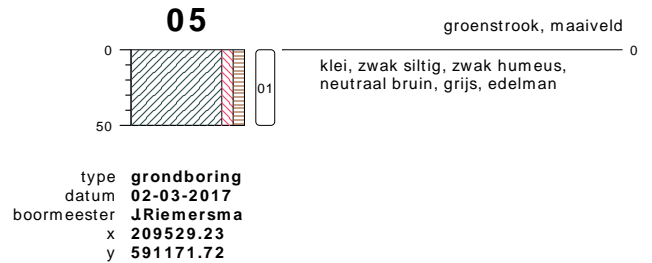 05
groenstrook, maaiveld
0
0
klei, zwak siltig, zwak humeus,
neutraal bruin, grijs, edelman
01
50
type grondboring
datum 02-03-2017
boormeester J.Riemersma
x 209529.23
y 591171.72